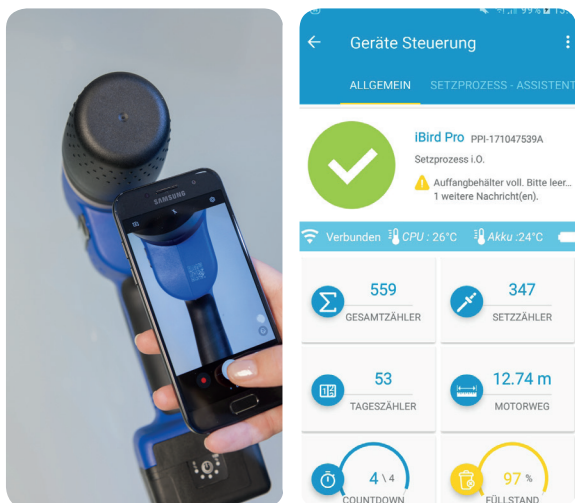 SAMSUNG
99%
Geräte Steuerung
ALLGEMEIN SETZPROZESS - ASSISTENT
iBird Pro PPI-171047539A
Setzprozess i.O.
Auffangbehälter voll. Bitte leer...
1 weitere Nachricht(en).
Verbunden CPU : 26°C Akku :24°C
559
GESAMTZÄHLER
347
SETZZÄHLER
53
TAGESZÄHLER
12.74 m
MOTORWEG
4 \ 4
COUNTDOWN
97 %
FÜLLSTAND